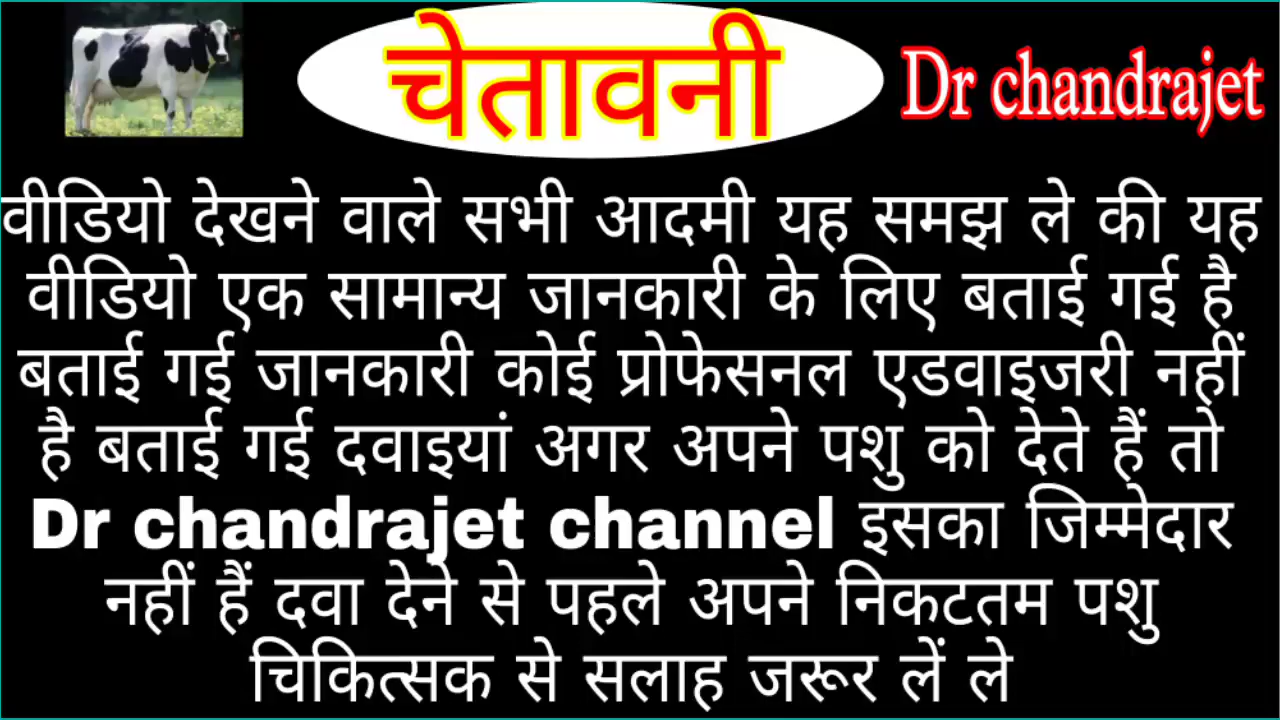 चेतावनी
Dr chandrajet
वीडियो देखने वाले सभी आदमी यह समझ ले की यह
वीडियो एक सामान्य जानकारी के लिए बताई गई है
बताई गई जानकारी कोई प्रोफेसनल एडवाइजरी नहीं
है बताई गई दवाइयां अगर अपने पशु को देते हैं तो
Dr chandrajet channel इसका जिम्मेदार
नहीं हैं दवा देने से पहले अपने निकटतम पशु
चिकित्सक से सलाह जरूर लें ले